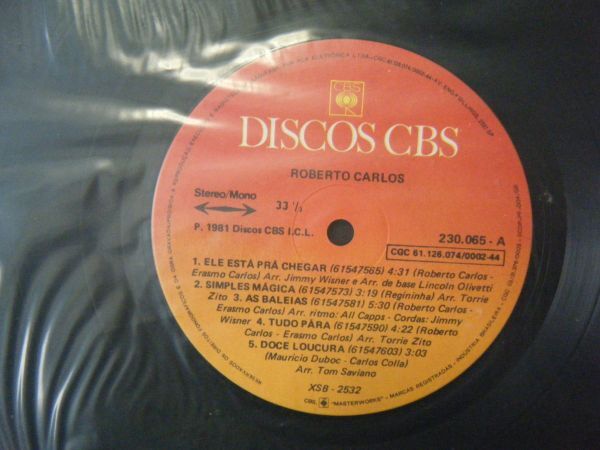 CBS
DISCOS CBS
ROBERTO CARLOS
Stereo/Mono
33 ⅓
P. 1981 Discos CBS I.C.L.
230.065 - A
CGC 61.126.074/0002-44
1. ELE ESTÁ PRÁ CHEGAR (61547565) 4:31 (Roberto Carlos -
Erasmo Carlos) Arr. Jimmy Wisner e Arr. de base Lincoln Olivetti
2. SIMPLES MÁGICA (61547573) 3:19 (Regininha) Arr. Torrie
Zito 3. AS BALEIAS (61547581) 5:30 (Roberto Carlos -
Erasmo Carlos) Arr. ritmo: All Capps - Cordas: Jimmy
Wisner 4. TUDO PÁRA (61547590) 4:22 (Roberto
Carlos - Erasmo Carlos) Arr. Torrie Zito
5. DOCE LOUCURA (61547603) 3:03
(Mauricio Duboc - Carlos Colla)
Arr. Tom Saviano
XSB - 2532
CBS, "MASTERWORKS" - MARCAS REGISTRADAS - INDÚSTRIA BRASILEIRA